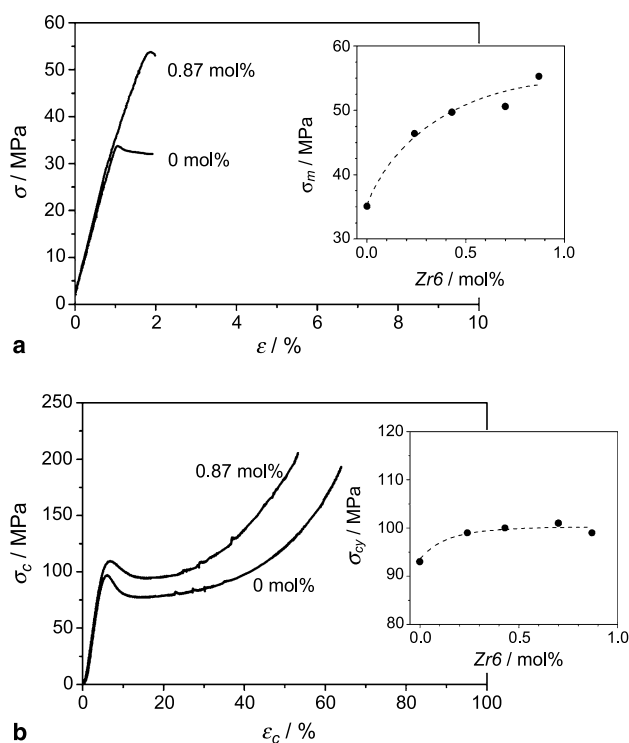 60
50
40
30
20
10
0
σ / MPa
0.87 mol%
0 mol%
0 2 4 6 8 10
ε / %
60
55
50
45
40
35
30
σm / MPa
0.0 0.5 1.0
Zr6 / mol%
a
250
200
150
100
50
0
σc / MPa
0.87 mol%
0 mol%
0 20 40 60 80 100
εc / %
120
110
100
90
80
σcy / MPa
0.0 0.5 1.0
Zr6 / mol%
b